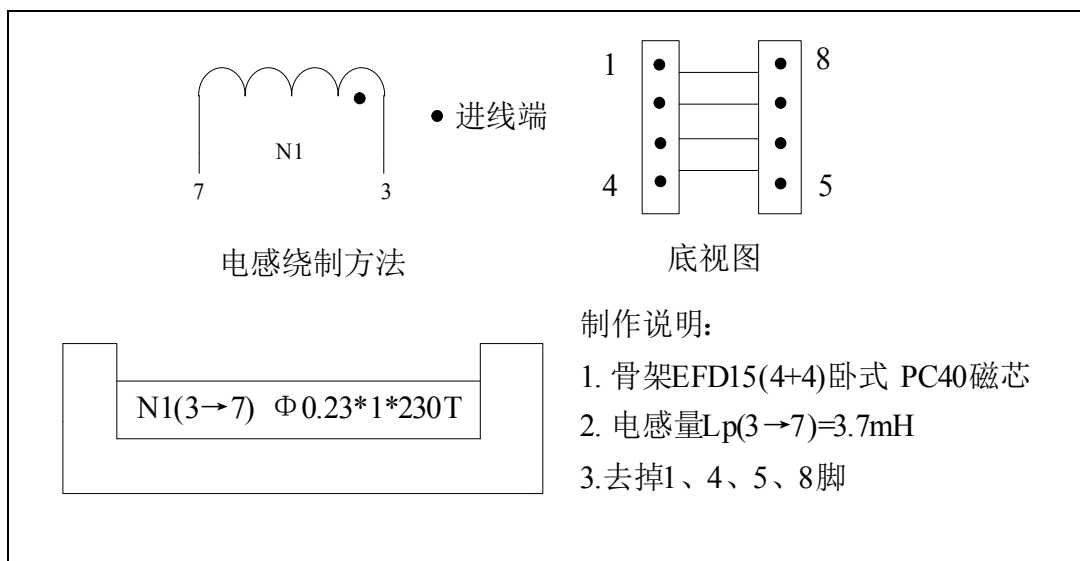 1
8
进线端
N1
7
3
4
5
电感绕制方法
底视图
制作说明:
1. 骨架EFD15(4+4)卧式 PC40磁芯
N1(3→7) Φ0.23*1*230T
2. 电感量Lp(3→7)=3.7mH
3.去掉1、4、5、8脚